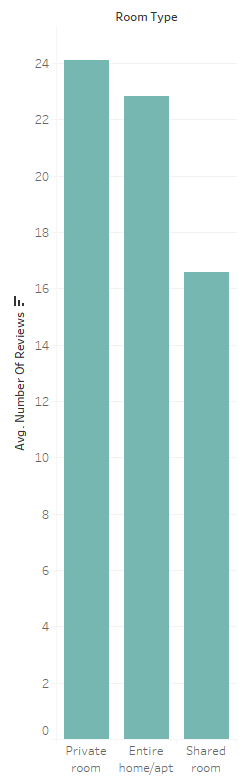 Room Type
24
22
20
18
16
14
12
10
8
6
4
2
0
Avg. Number Of Reviews
Private
room
Entire
home/apt
Shared
room